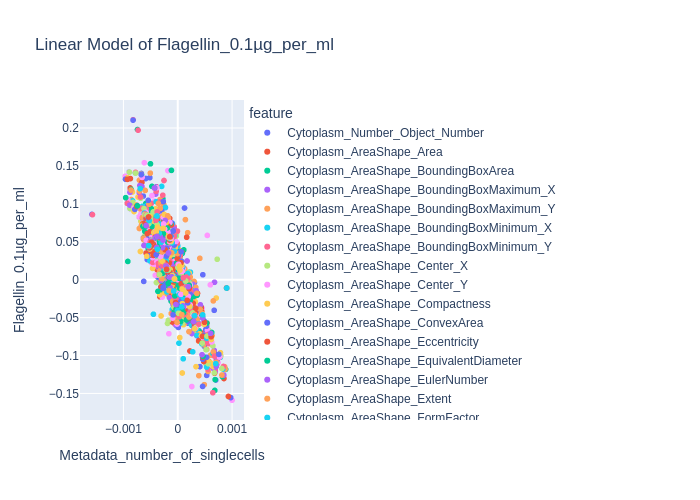 Linear Model of Flagellin_0.1µg_per_ml
feature
Cytoplasm_Number_Object_Number
Cytoplasm_AreaShape_Area
Cytoplasm_AreaShape_BoundingBoxArea
Cytoplasm_AreaShape_BoundingBoxMaximum_X
Cytoplasm_AreaShape_BoundingBoxMaximum_Y
Cytoplasm_AreaShape_BoundingBoxMinimum_X
Cytoplasm_AreaShape_BoundingBoxMinimum_Y
Cytoplasm_AreaShape_Center_X
Cytoplasm_AreaShape_Center_Y
Cytoplasm_AreaShape_Compactness
Cytoplasm_AreaShape_ConvexArea
Cytoplasm_AreaShape_Eccentricity
Cytoplasm_AreaShape_EquivalentDiameter
Cytoplasm_AreaShape_EulerNumber
Cytoplasm_AreaShape_Extent
Cytoplasm_AreaShape_FormFactor
0.2
0.15
0.1
0.05
0
−0.05
−0.1
−0.15
Flagellin_0.1µg_per_ml
−0.001
0
0.001
Metadata_number_of_singlecells